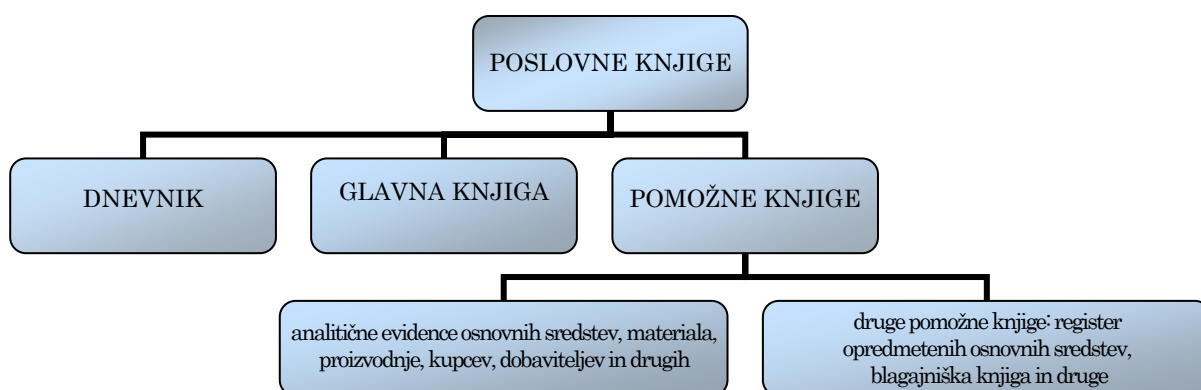 POSLOVNE KNJIGE
DNEVNIK
GLAVNA KNJIGA
POMOŽNE KNJIGE
analitične evidence osnovnih sredstev, materiala,
proizvodnje, kupcev, dobaviteljev in drugih
druge pomožne knjige: register
opredmetenih osnovnih sredstev,
blagajniška knjiga in druge